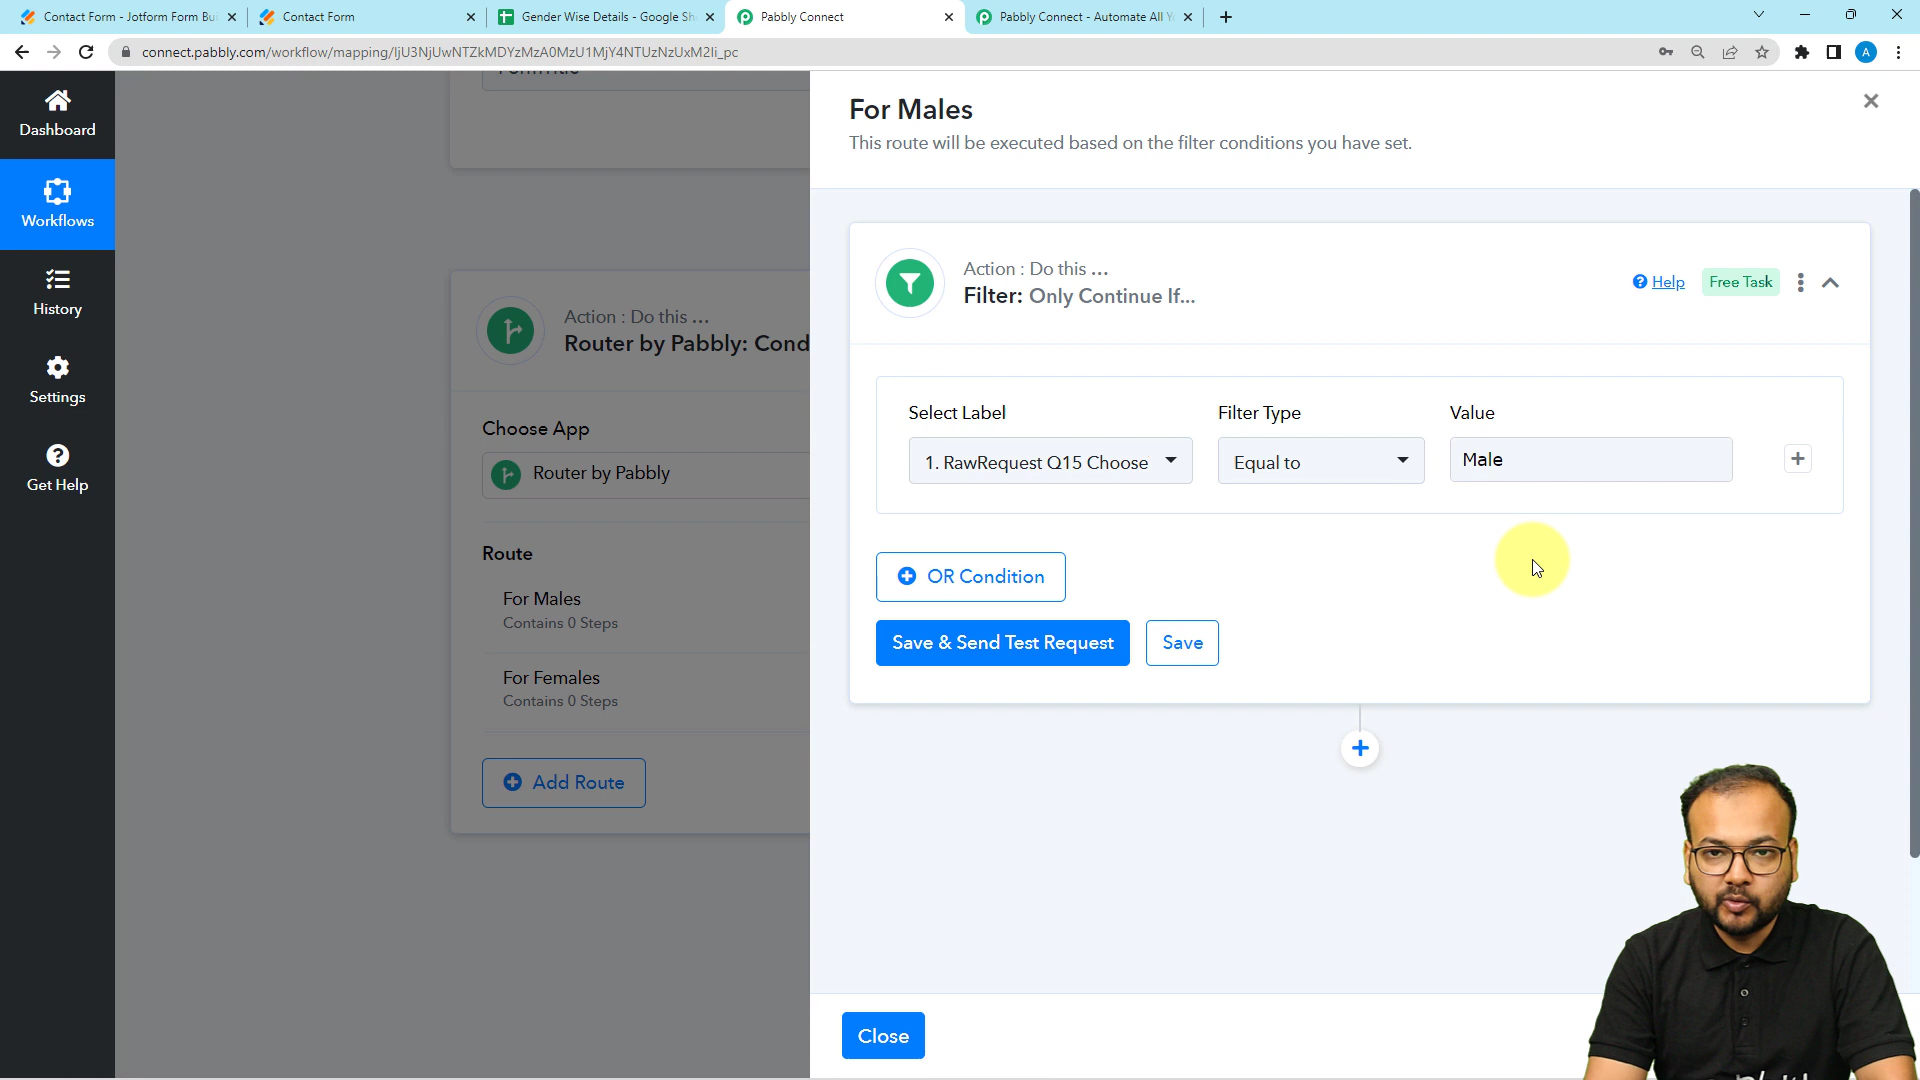 Contact Form - Jotform Form Bui
Contact Form
Gender Wise Details - Google She
Pabbly Connect
Pabbly Connect - Automate All Y
connect.pabbly.com/workflow/mapping/IjU3NjUwNTZkMDYzMzA0MzU1MjY4NTUzNzUxM2Ii_pc
A
Dashboard
Workflows
History
Settings
Get Help
Action : Do this ...
Router by Pabbly: Cond
Choose App
Router by Pabbly
Route
For Males
Contains 0 Steps
For Females
Contains 0 Steps
Add Route
For Males
This route will be executed based on the filter conditions you have set.
Action : Do this ...
Filter: Only Continue If...
Help
Free Task
Select Label
Filter Type
Value
1. RawRequest Q15 Choose
Equal to
Male
OR Condition
Save & Send Test Request
Save
Close